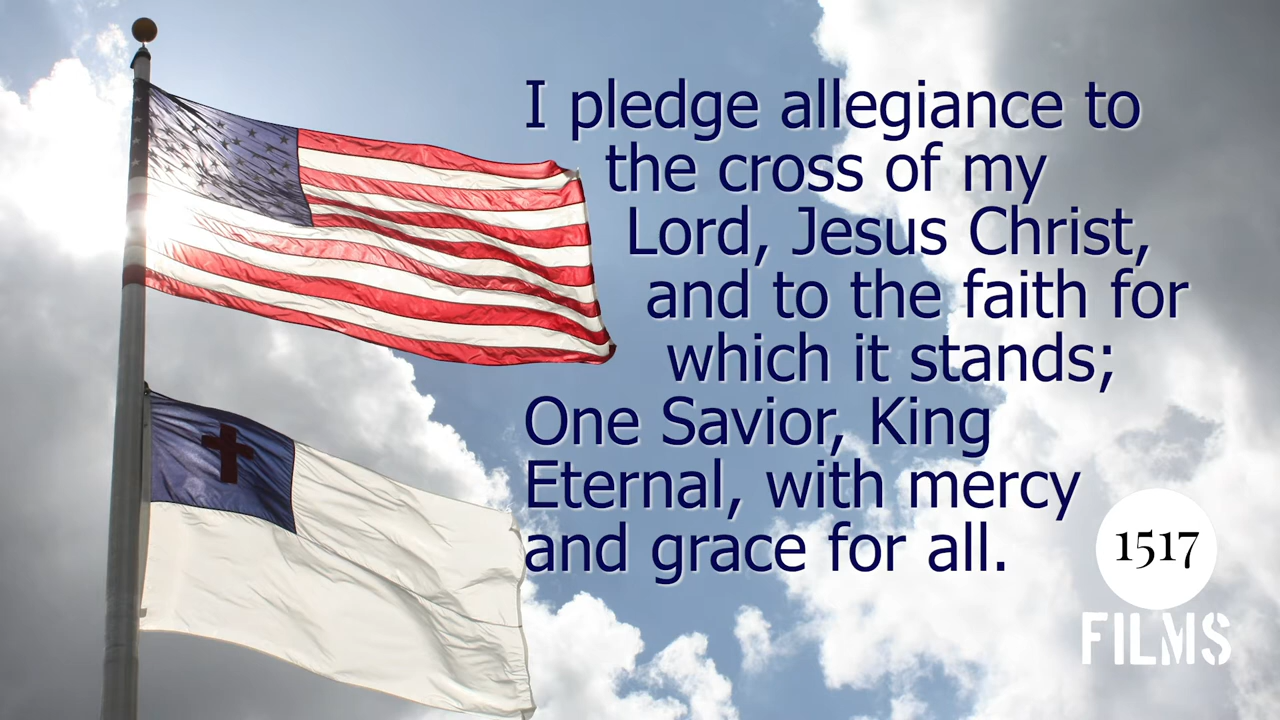 I pledge allegiance to
the cross of my
Lord, Jesus Christ,
and to the faith for
which it stands;
One Savior, King
Eternal, with mercy
and grace for all.
1517
FILMS